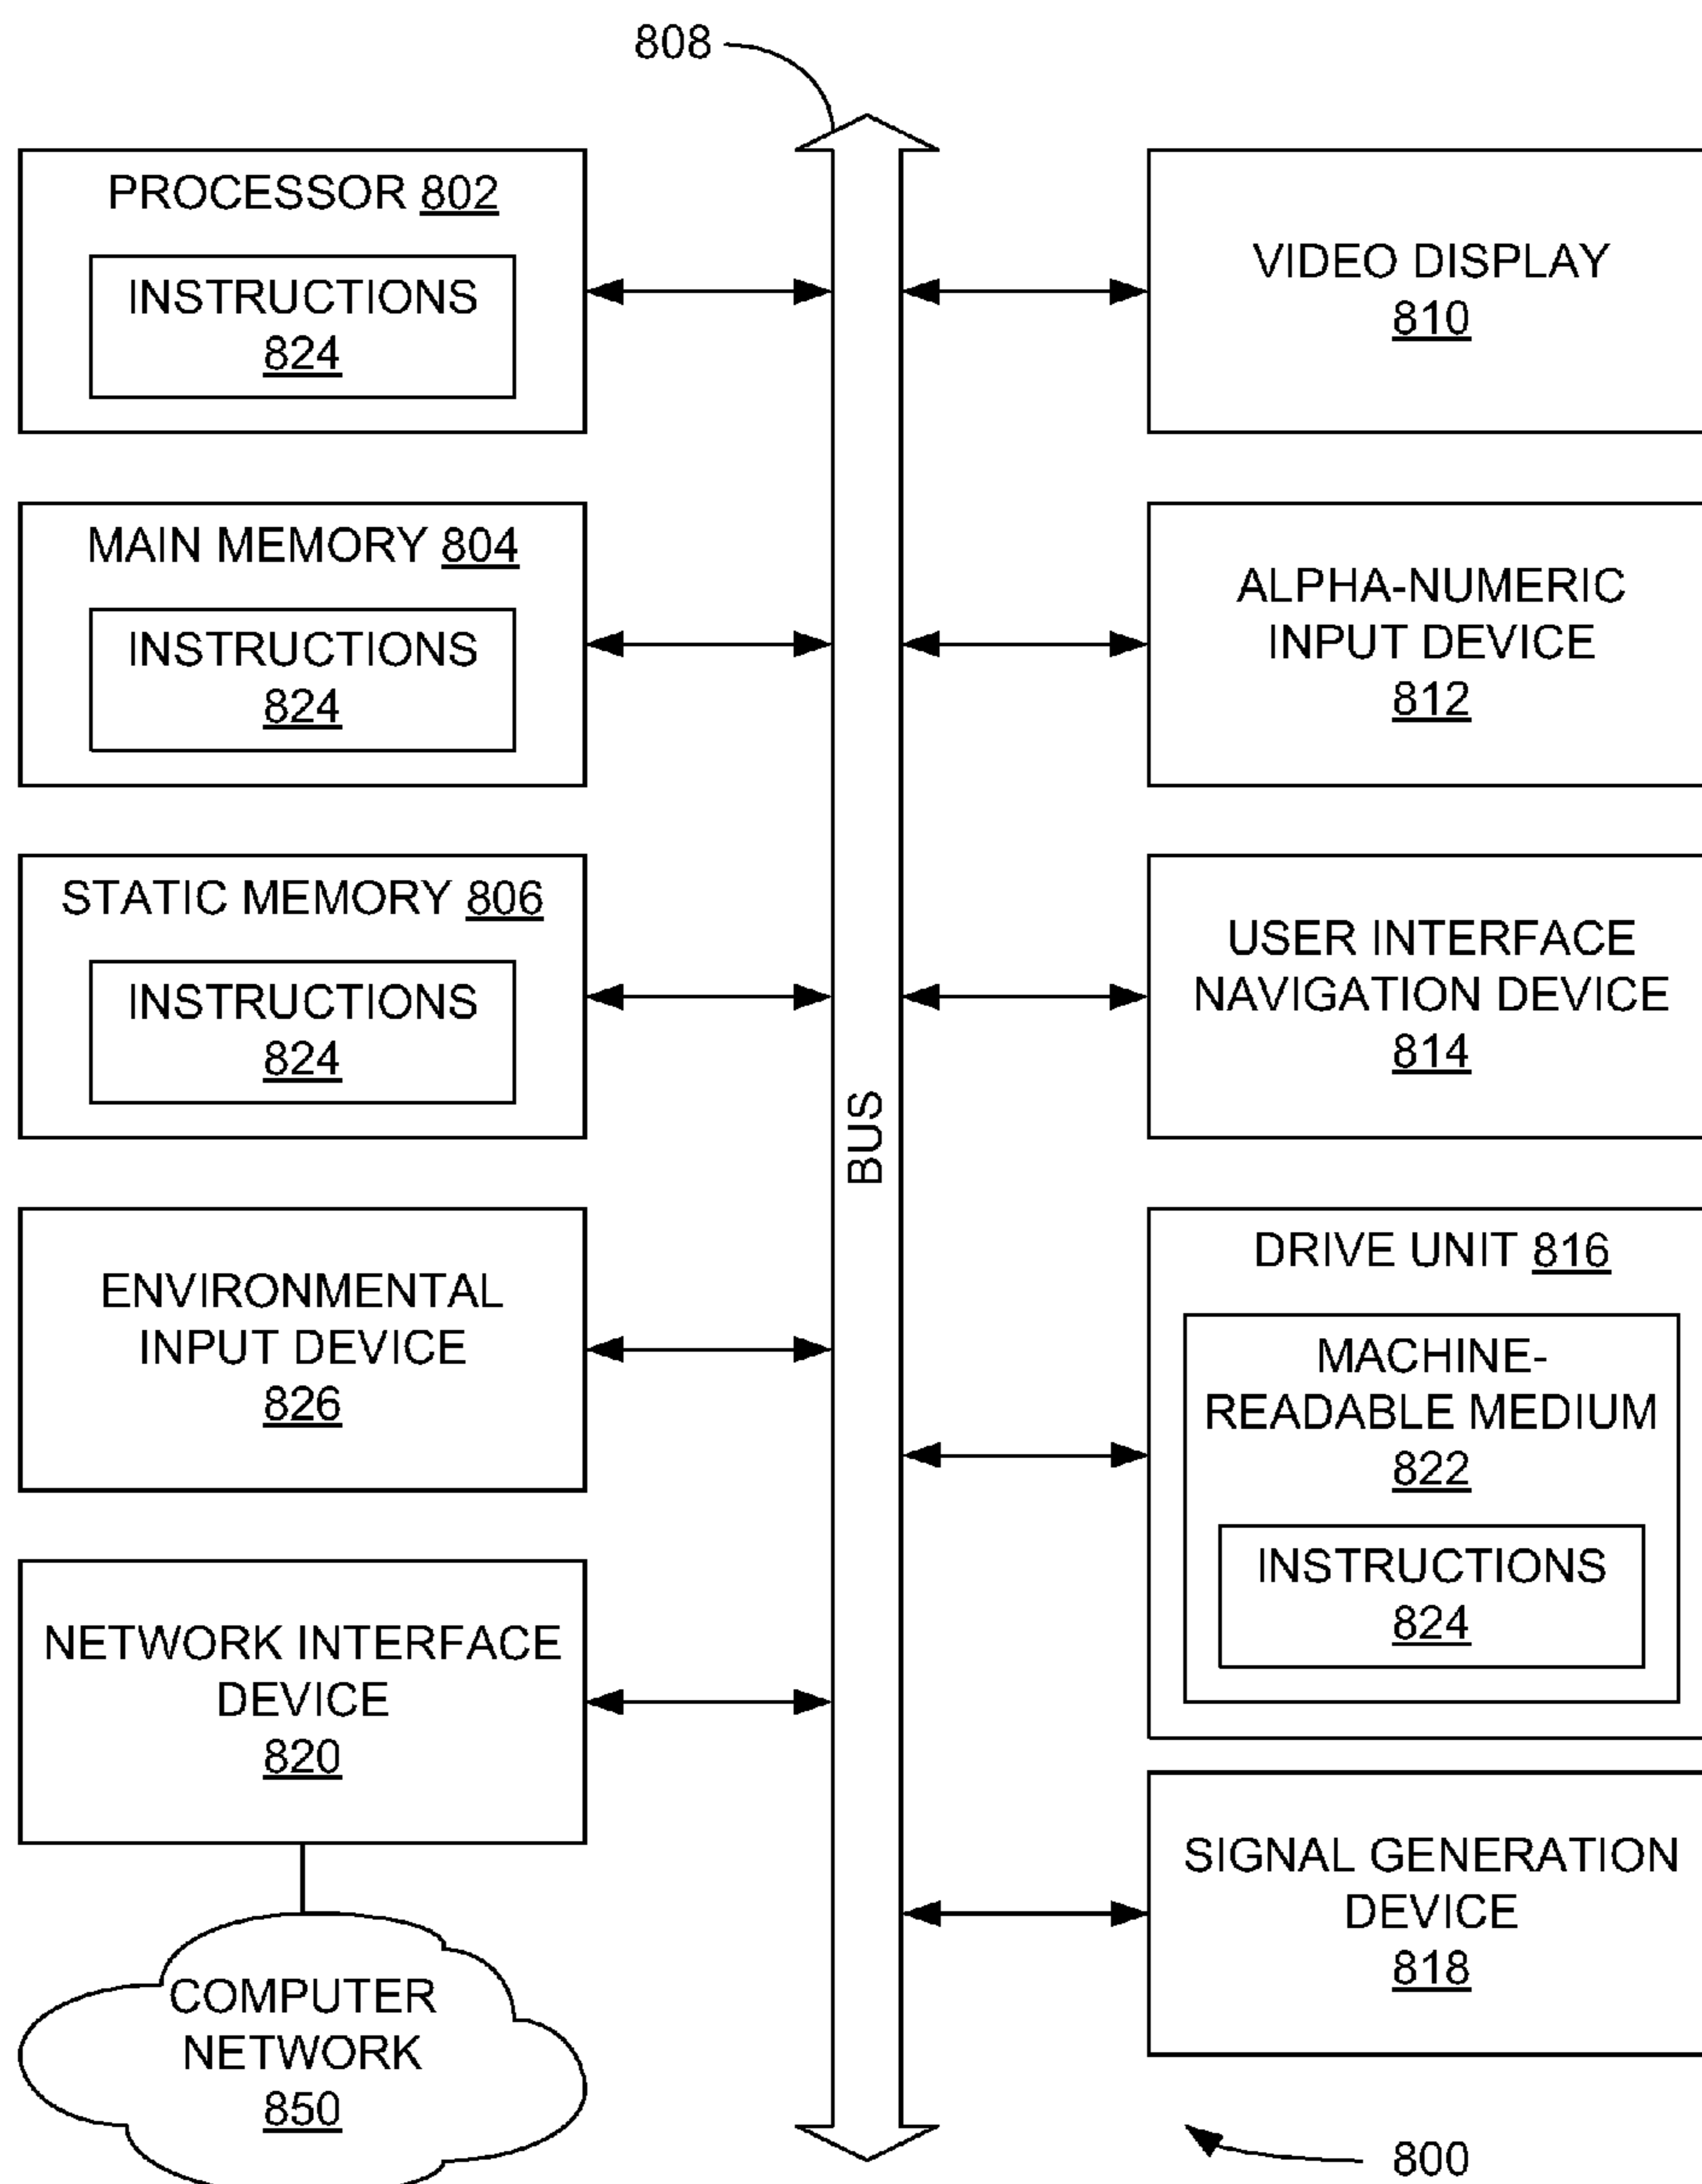 808
PROCESSOR 802
INSTRUCTIONS
824
MAIN MEMORY 804
INSTRUCTIONS
824
STATIC MEMORY 806
INSTRUCTIONS
824
ENVIRONMENTAL
INPUT DEVICE
826
NETWORK INTERFACE
DEVICE
820
COMPUTER
NETWORK
850
BUS
VIDEO DISPLAY
810
ALPHA-NUMERIC
INPUT DEVICE
812
USER INTERFACE
NAVIGATION DEVICE
814
DRIVE UNIT 816
MACHINE-
READABLE MEDIUM
822
INSTRUCTIONS
824
SIGNAL GENERATION
DEVICE
818
800